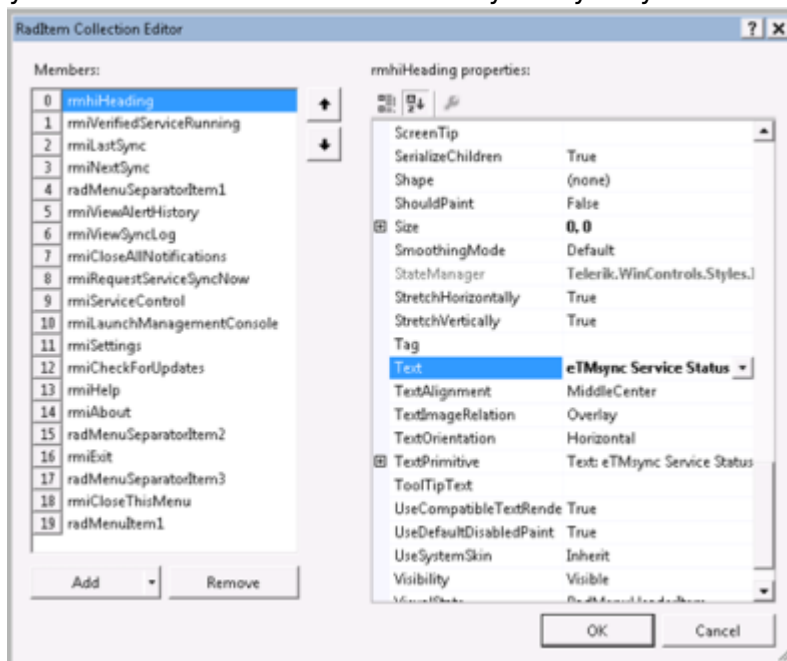 RadItem Collection Editor
? X
Members:
rmhiHeading properties:
0 rmhiHeading
1 rmiVerifiedServiceRunning
2 rmiLastSync
3 rmiNextSync
4 radMenuSeparatorItem1
5 rmiViewAlertHistory
6 rmiViewSyncLog
7 rmiCloseAllNotifications
8 rmiRequestServiceSyncNow
9 rmiServiceControl
10 rmiLaunchManagementConsole
11 rmiSettings
12 rmiCheckForUpdates
13 rmiHelp
14 rmiAbout
15 radMenuSeparatorItem2
16 rmiExit
17 radMenuSeparatorItem3
18 rmiCloseThisMenu
19 radMenuItem1
Add
Remove
ScreenTip
SerializeChildren True
Shape (none)
ShouldPaint False
Size 0, 0
SmoothingMode Default
StateManager Telerik.WinControls.Styles.
StretchHorizontally True
StretchVertically True
Tag
Text eTMsync Service Status
TextAlignment MiddleCenter
TextImageRelation Overlay
TextOrientation Horizontal
TextPrimitive Text: eTMsync Service Status
ToolTipText
UseCompatibleTextRende True
UseDefaultDisabledPaint True
UseSystemSkin Inherit
Visibility Visible
OK
Cancel